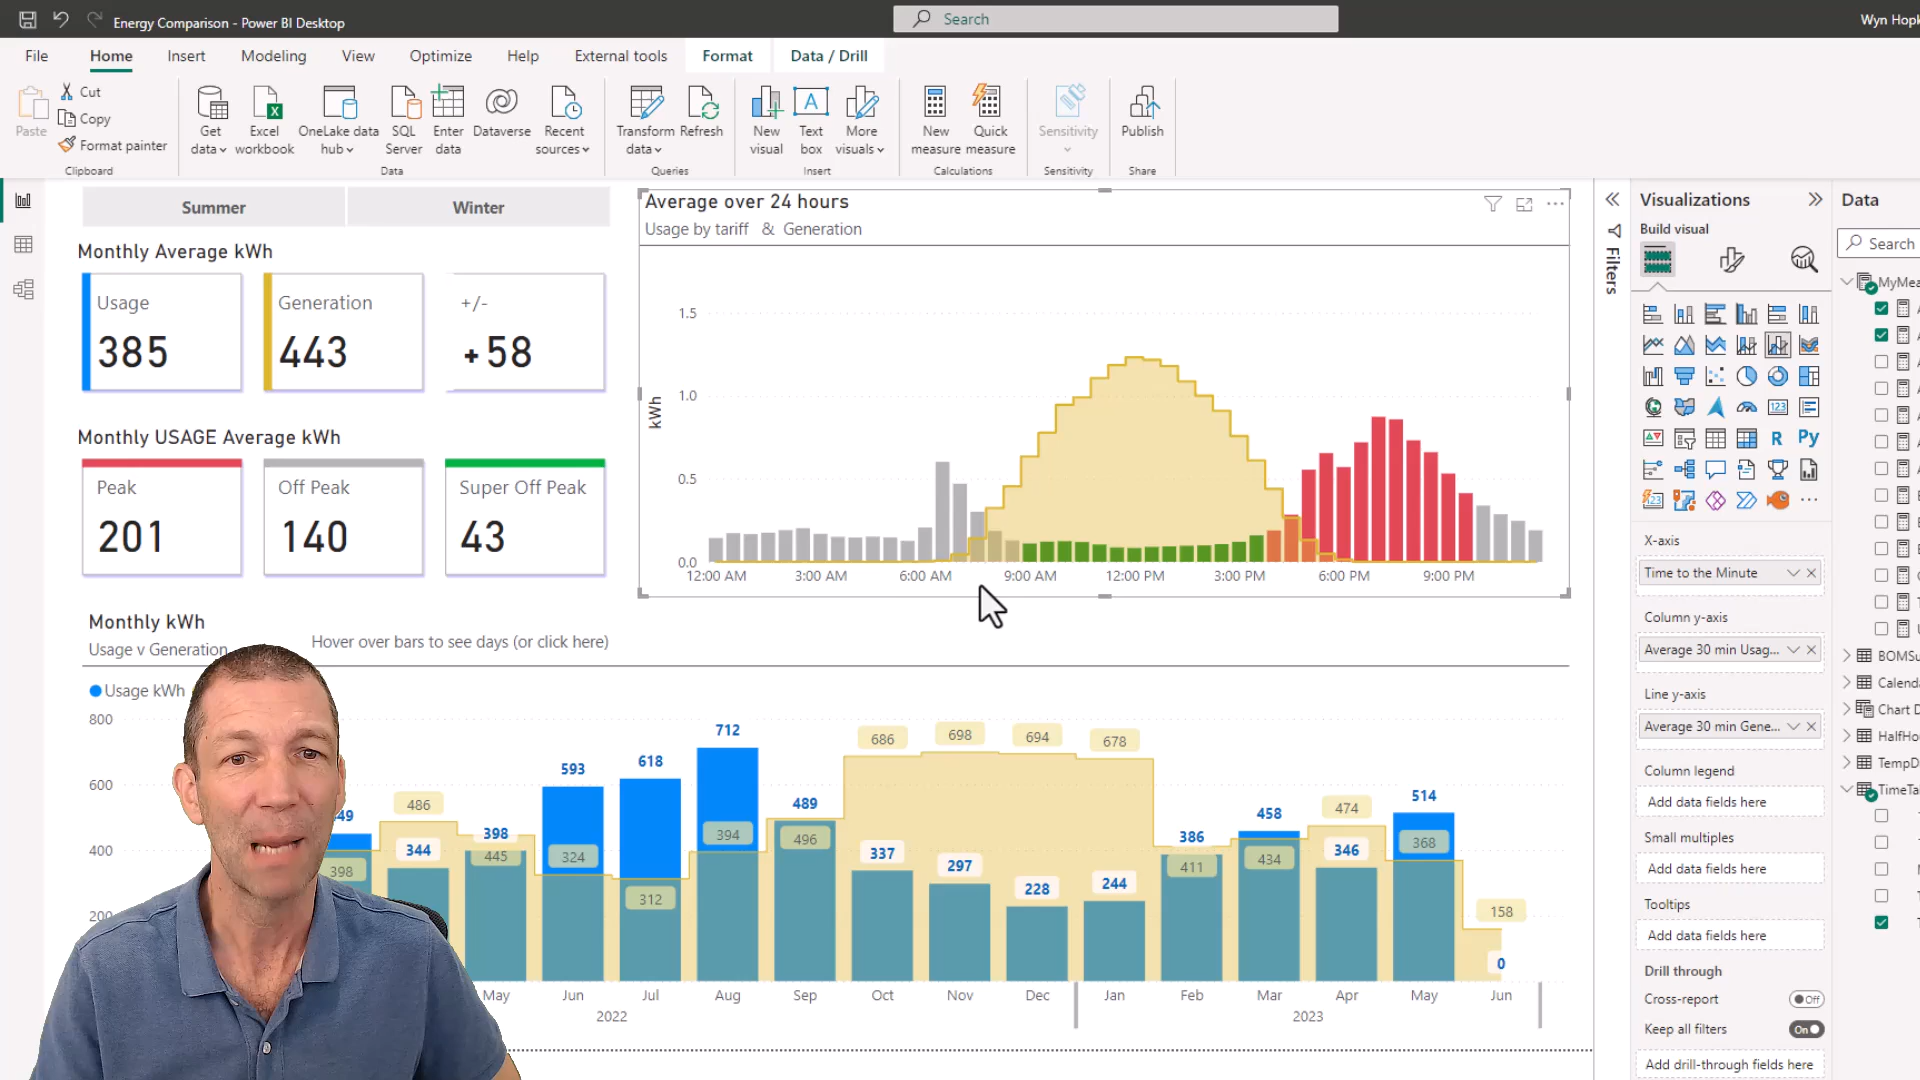 Energy Comparison - Power BI Desktop
Search
Wyn Hopk
File Home Insert Modeling View Optimize Help External tools Format Data / Drill
Paste
Cut
Copy
Format painter
Clipboard
Get data
Excel workbook
OneLake data hub
SQL Server
Enter data
Dataverse
Recent sources
Data
Transform data
Refresh
Queries
New visual
Text box
More visuals
Insert
New measure
Quick measure
Calculations
Sensitivity
Sensitivity
Publish
Share
Summer
Winter
Monthly Average kWh
Usage
385
Generation
443
+/-
+58
Monthly USAGE Average kWh
Peak
201
Off Peak
140
Super Off Peak
43
Average over 24 hours
Usage by tariff & Generation
kWh
1.5
1.0
0.5
0.0
12:00 AM 3:00 AM 6:00 AM 9:00 AM 12:00 PM 3:00 PM 6:00 PM 9:00 PM
Monthly kWh
Usage v Generation
Hover over bars to see days (or click here)
Usage kWh
800
600
400
200
49
398
486
344
398
445
593
324
618
312
712
394
489
496
686
337
698
297
694
228
678
244
386
411
458
434
474
346
514
368
158
0
May Jun Jul Aug Sep Oct Nov Dec Jan Feb Mar Apr May Jun
2022 2023
Filters
Visualizations
Build visual
123
R
Py
123
X-axis
Time to the Minute
Column y-axis
Average 30 min Usag...
Line y-axis
Average 30 min Gene...
Column legend
Add data fields here
Small multiples
Add data fields here
Tooltips
Add data fields here
Drill through
Cross-report
Off
Keep all filters
On
Add drill-through fields here
Data
Search
MyMea
BOMSu
Calenda
Chart D
HalfHou
TempDa
TimeTab